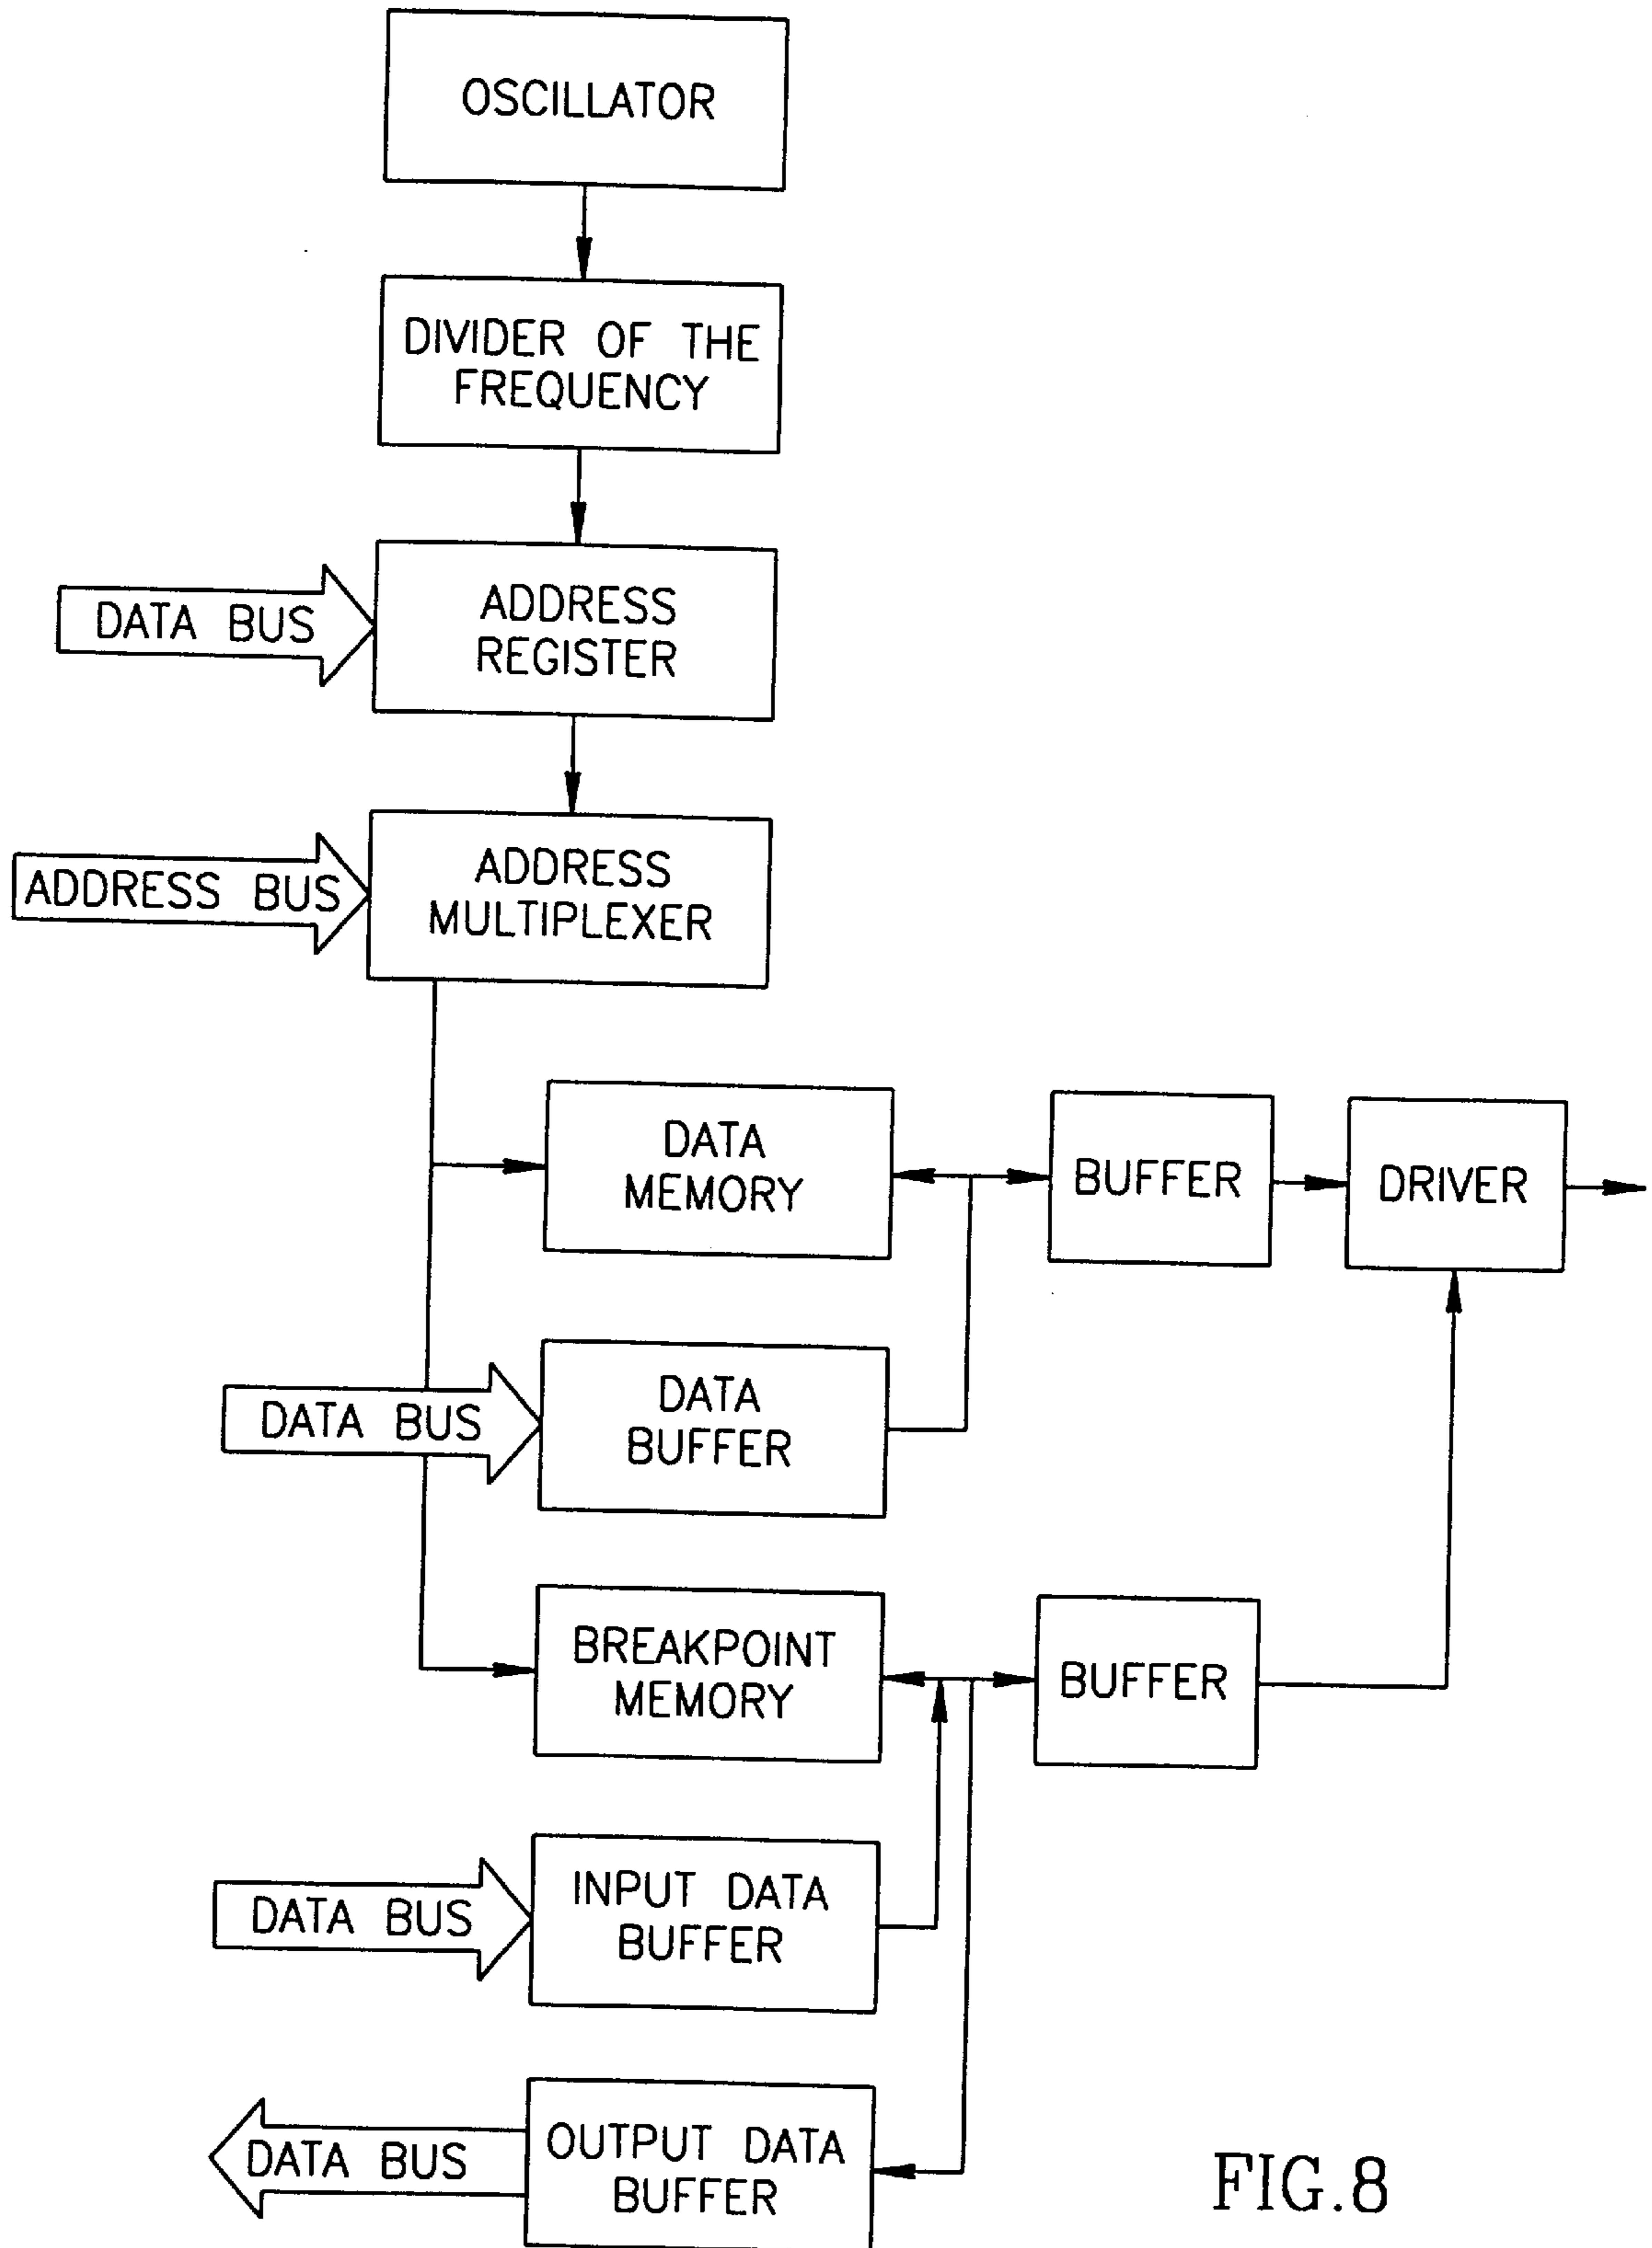 OSCILLATOR
DIVIDER OF THE
FREQUENCY
DATA BUS
ADDRESS
REGISTER
ADDRESS BUS
ADDRESS
MULTIPLEXER
DATA
MEMORY
BUFFER
DRIVER
DATA BUS
DATA
BUFFER
BREAKPOINT
MEMORY
BUFFER
DATA BUS
INPUT DATA
BUFFER
DATA BUS
OUTPUT DATA
BUFFER
FIG.8